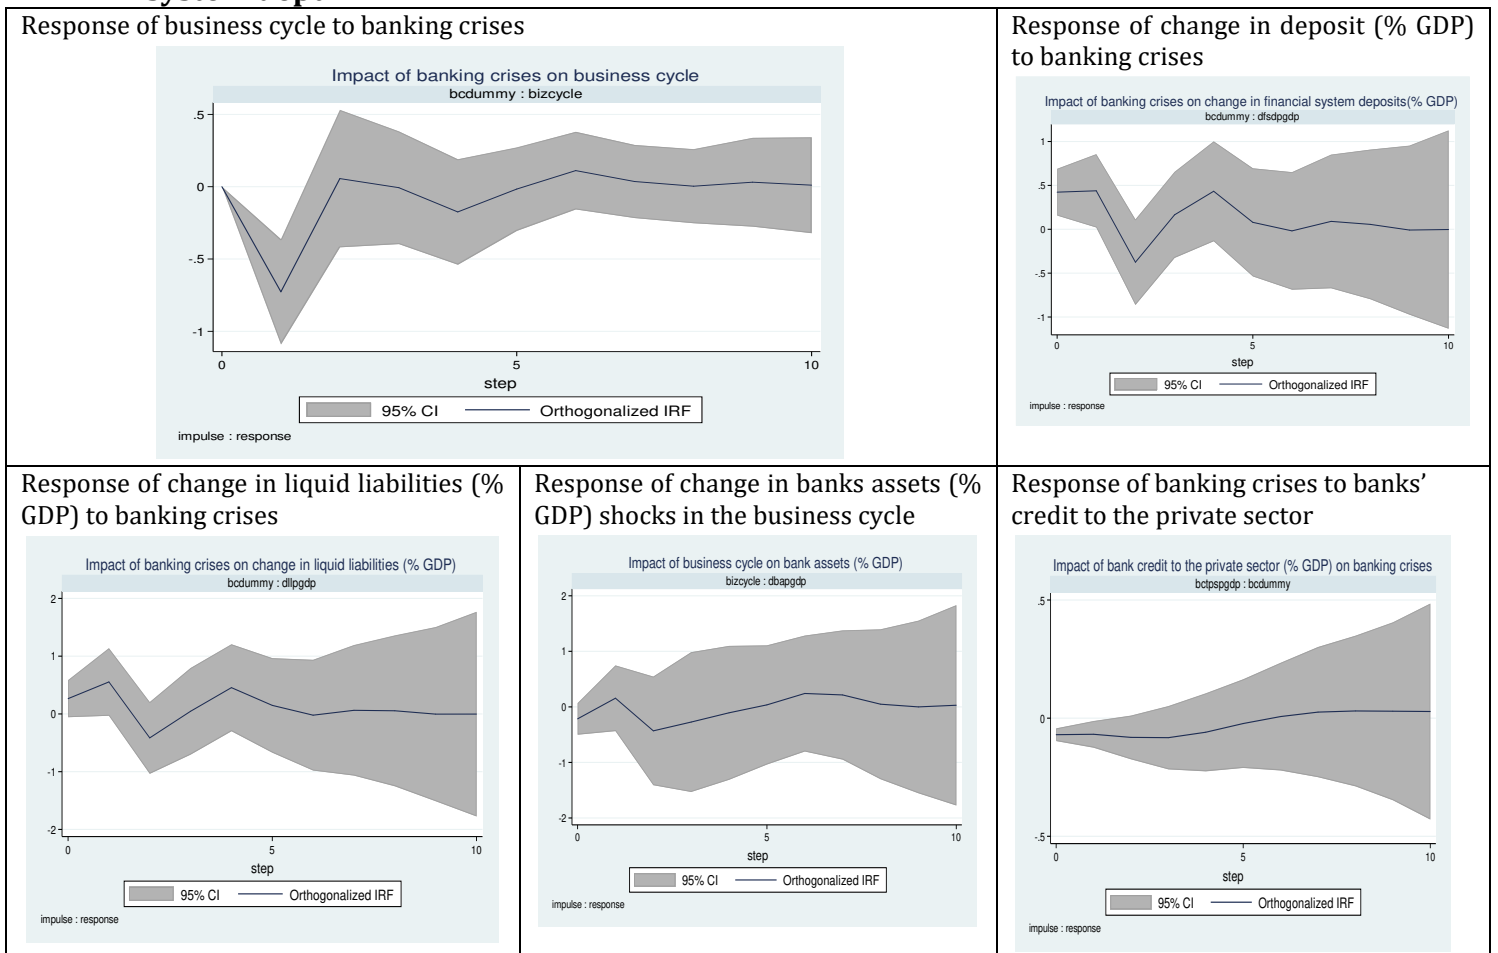 Response of business cycle to banking crises
Impact of banking crises on business cycle
bcdummy : bizcycle
.5
0
-.5
-1
0
5
10
step
95% CI
Orthogonalized IRF
impulse : response
Response of change in deposit (% GDP)
to banking crises
Impact of banking crises on change in financial system deposits(% GDP)
bcdummy : dfsdpgdp
1
.5
0
-.5
-1
0
5
10
step
95% CI
Orthogonalized IRF
impulse : response
Response of change in liquid liabilities (%
GDP) to banking crises
Impact of banking crises on change in liquid liabilities (% GDP)
bcdummy : dllpgdp
2
1
0
-1
-2
0
5
10
step
95% CI
Orthogonalized IRF
impulse : response
Response of change in banks assets (%
GDP) shocks in the business cycle
Impact of business cycle on bank assets (% GDP)
bizcycle : dbapgdp
2
1
0
-1
-2
0
5
10
step
95% CI
Orthogonalized IRF
impulse : response
Response of banking crises to banks’
credit to the private sector
Impact of bank credit to the private sector (% GDP) on banking crises
bctpspgdp : bcdummy
.5
0
-.5
0
5
10
step
95% CI
Orthogonalized IRF
impulse : response